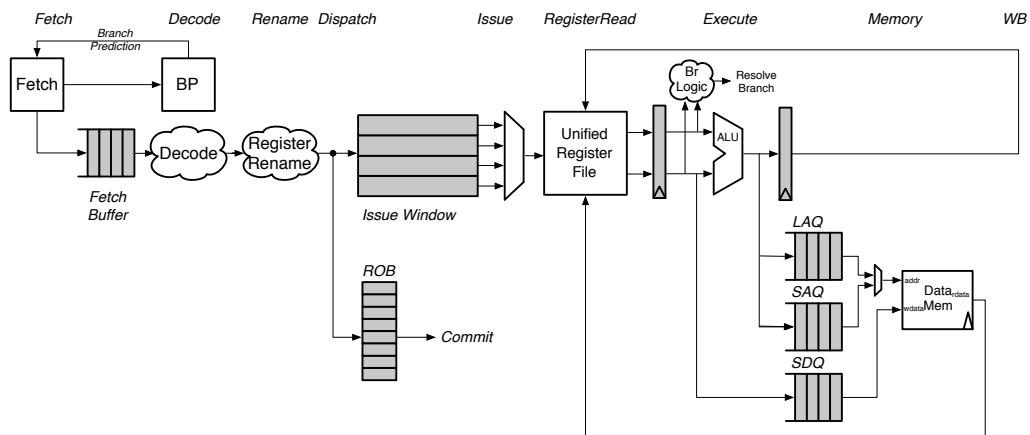 Fetch
Decode
Rename
Dispatch
Issue
RegisterRead
Execute
Memory
WB
Branch
Prediction
Fetch
BP
Br
Logic
Resolve
Branch
Unified
Register
File
ALU
Decode
Register
Rename
Fetch
Buffer
Issue Window
LAQ
ROB
Commit
SAQ
addr
Data
rdata
wdata
Mem
SDQ